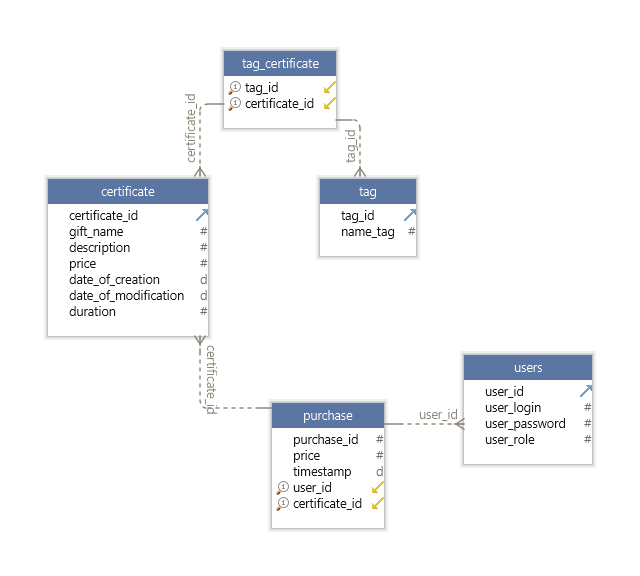 tag_certificate
tag_id
certificate_id
certificate_id
tag_id
certificate
certificate_id
gift_name #
description #
price #
date_of_creation d
date_of_modification d
duration #
tag
tag_id
name_tag #
certificate_id
users
user_id
user_login #
user_password #
user_role #
user_id
purchase
purchase_id #
price #
timestamp d
user_id
certificate_id